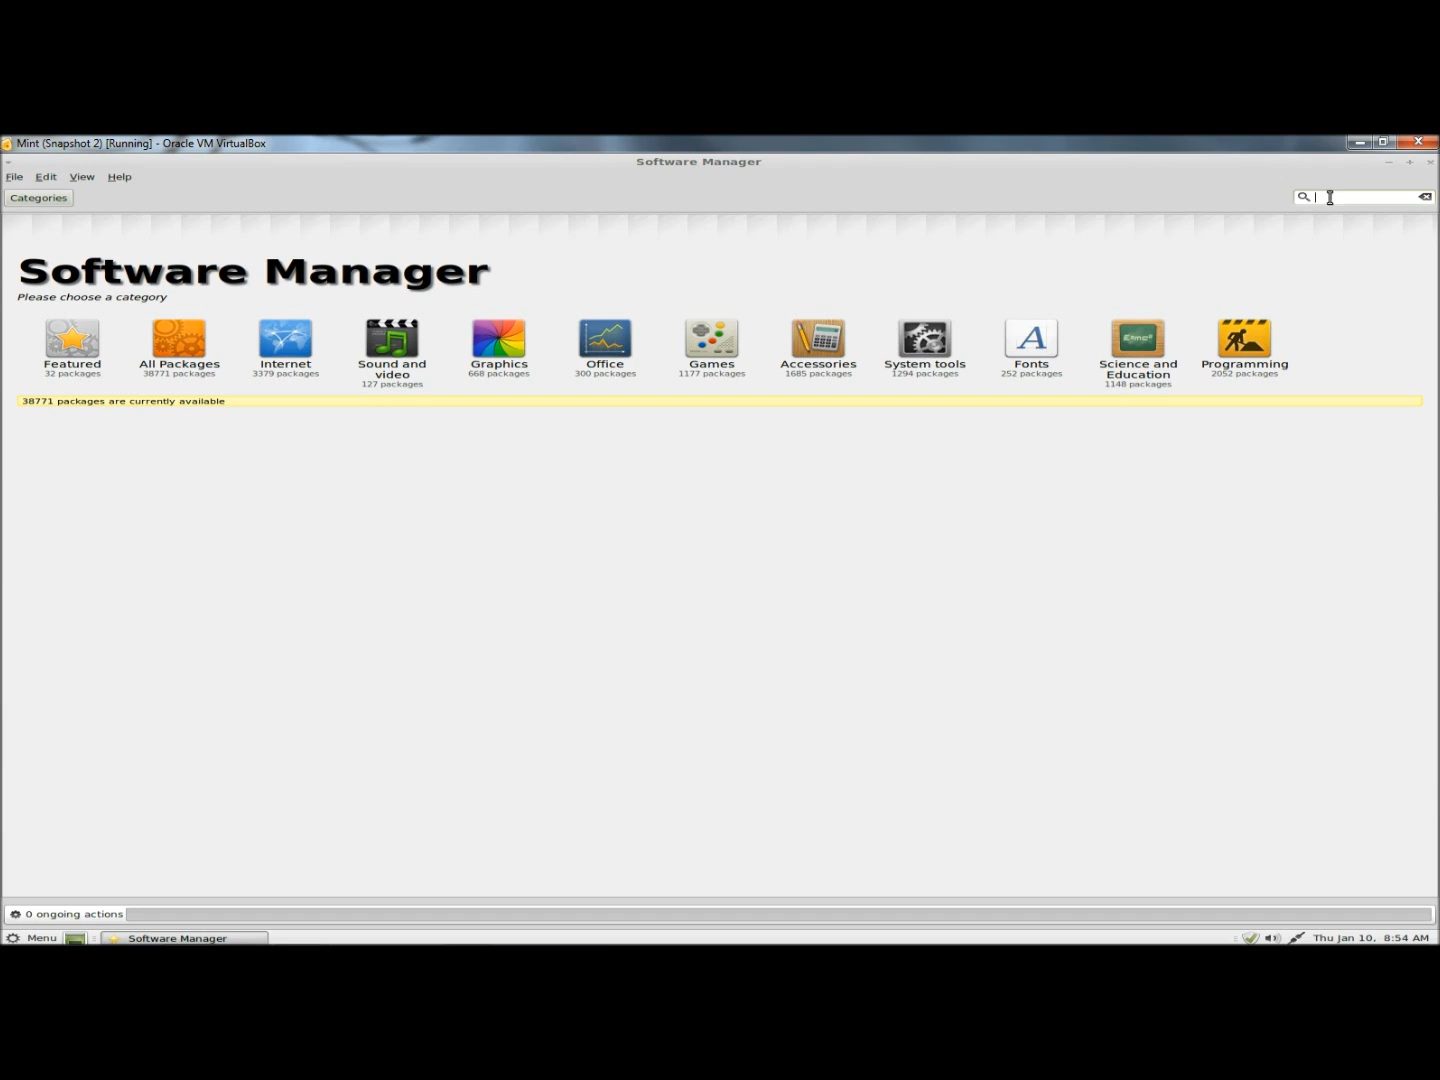 Mint (Snapshot 2) [Running] - Oracle VM VirtualBox
Software Manager
File Edit View Help
Categories
Software Manager
Please choose a category
Featured
32 packages
All Packages
38771 packages
Internet
3379 packages
Sound and
video
127 packages
Graphics
668 packages
Office
300 packages
Games
1177 packages
Accessories
1685 packages
System tools
1294 packages
Fonts
252 packages
Science and
Education
1148 packages
Programming
2052 packages
38771 packages are currently available
0 ongoing actions
Menu Software Manager Thu Jan 10, 8:54 AM